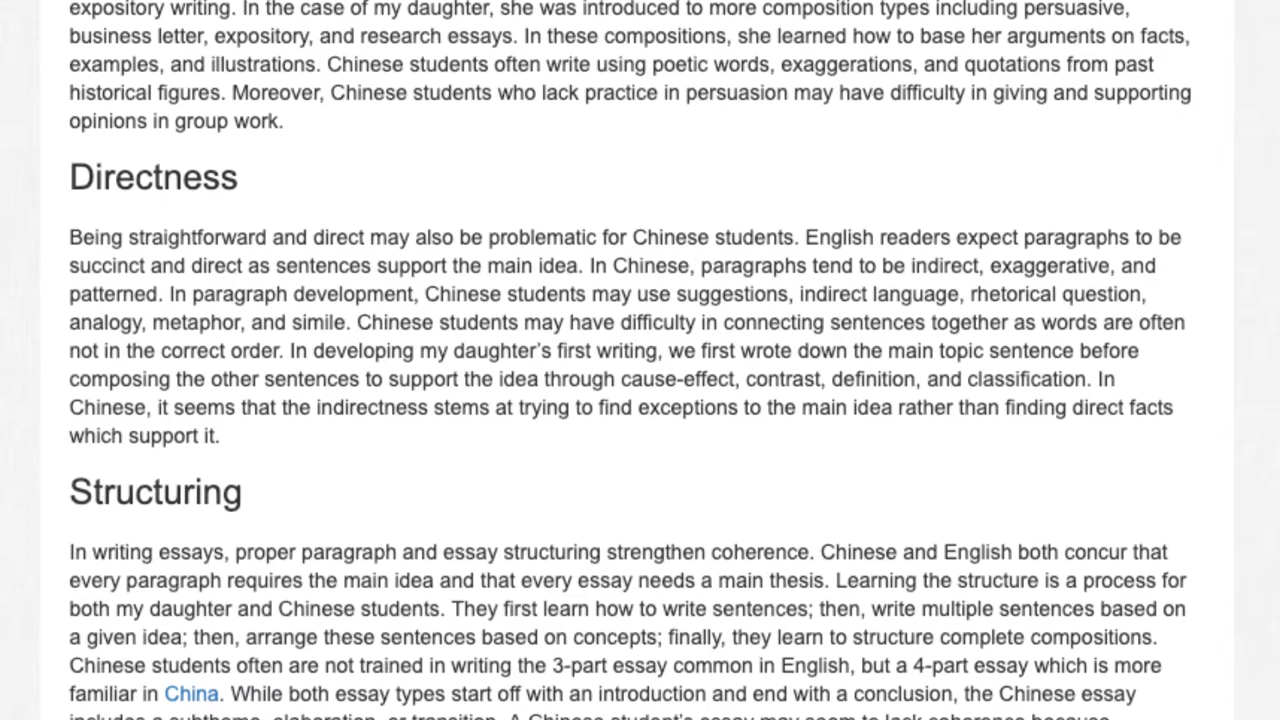 expository writing. In the case of my daughter, she was introduced to more composition types including persuasive,
business letter, expository, and research essays. In these compositions, she learned how to base her arguments on facts,
examples, and illustrations. Chinese students often write using poetic words, exaggerations, and quotations from past
historical figures. Moreover, Chinese students who lack practice in persuasion may have difficulty in giving and supporting
opinions in group work.
Directness
Being straightforward and direct may also be problematic for Chinese students. English readers expect paragraphs to be
succinct and direct as sentences support the main idea. In Chinese, paragraphs tend to be indirect, exaggerative, and
patterned. In paragraph development, Chinese students may use suggestions, indirect language, rhetorical question,
analogy, metaphor, and simile. Chinese students may have difficulty in connecting sentences together as words are often
not in the correct order. In developing my daughter’s first writing, we first wrote down the main topic sentence before
composing the other sentences to support the idea through cause-effect, contrast, definition, and classification. In
Chinese, it seems that the indirectness stems at trying to find exceptions to the main idea rather than finding direct facts
which support it.
Structuring
In writing essays, proper paragraph and essay structuring strengthen coherence. Chinese and English both concur that
every paragraph requires the main idea and that every essay needs a main thesis. Learning the structure is a process for
both my daughter and Chinese students. They first learn how to write sentences; then, write multiple sentences based on
a given idea; then, arrange these sentences based on concepts; finally, they learn to structure complete compositions.
Chinese students often are not trained in writing the 3-part essay common in English, but a 4-part essay which is more
familiar in China. While both essay types start off with an introduction and end with a conclusion, the Chinese essay
includes a subtheme, elaboration, or transition. A Chinese student’s essay may seem to lack coherence because